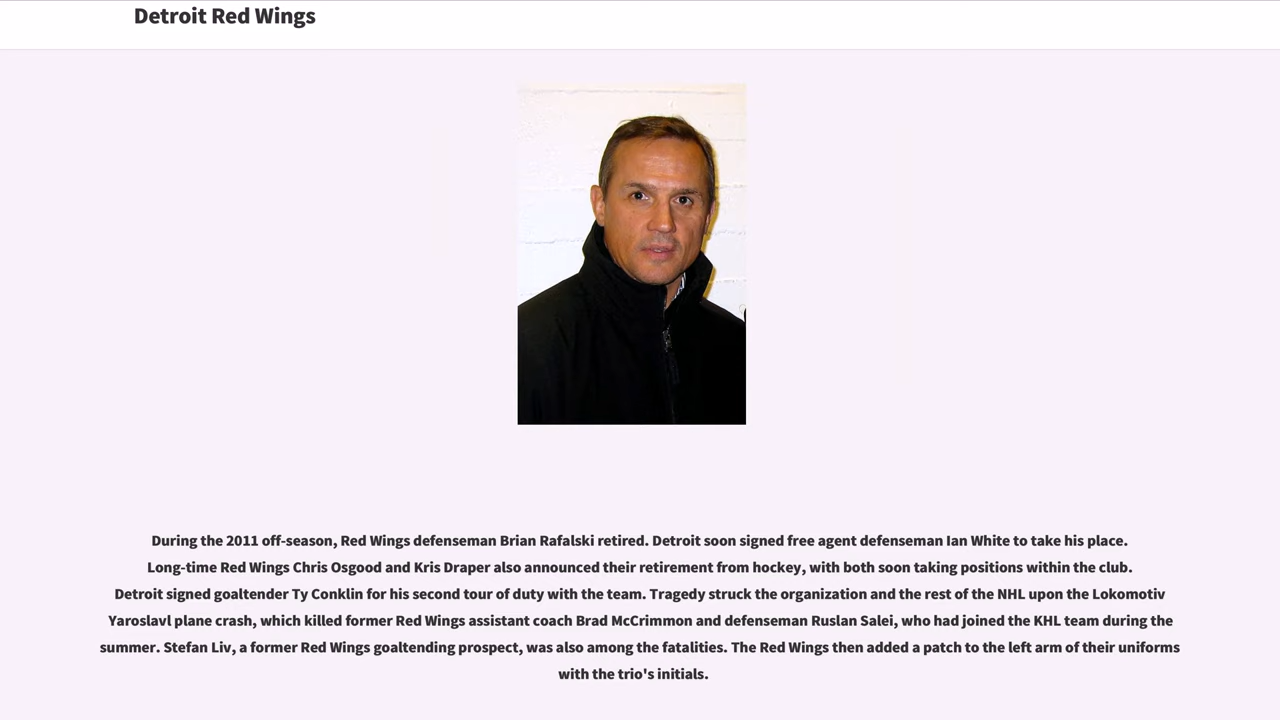 Detroit Red Wings
During the 2011 off-season, Red Wings defenseman Brian Rafalski retired. Detroit soon signed free agent defenseman Ian White to take his place.
Long-time Red Wings Chris Osgood and Kris Draper also announced their retirement from hockey, with both soon taking positions within the club.
Detroit signed goaltender Ty Conklin for his second tour of duty with the team. Tragedy struck the organization and the rest of the NHL upon the Lokomotiv
Yaroslavl plane crash, which killed former Red Wings assistant coach Brad McCrimmon and defenseman Ruslan Salei, who had joined the KHL team during the
summer. Stefan Liv, a former Red Wings goaltending prospect, was also among the fatalities. The Red Wings then added a patch to the left arm of their uniforms
with the trio's initials.